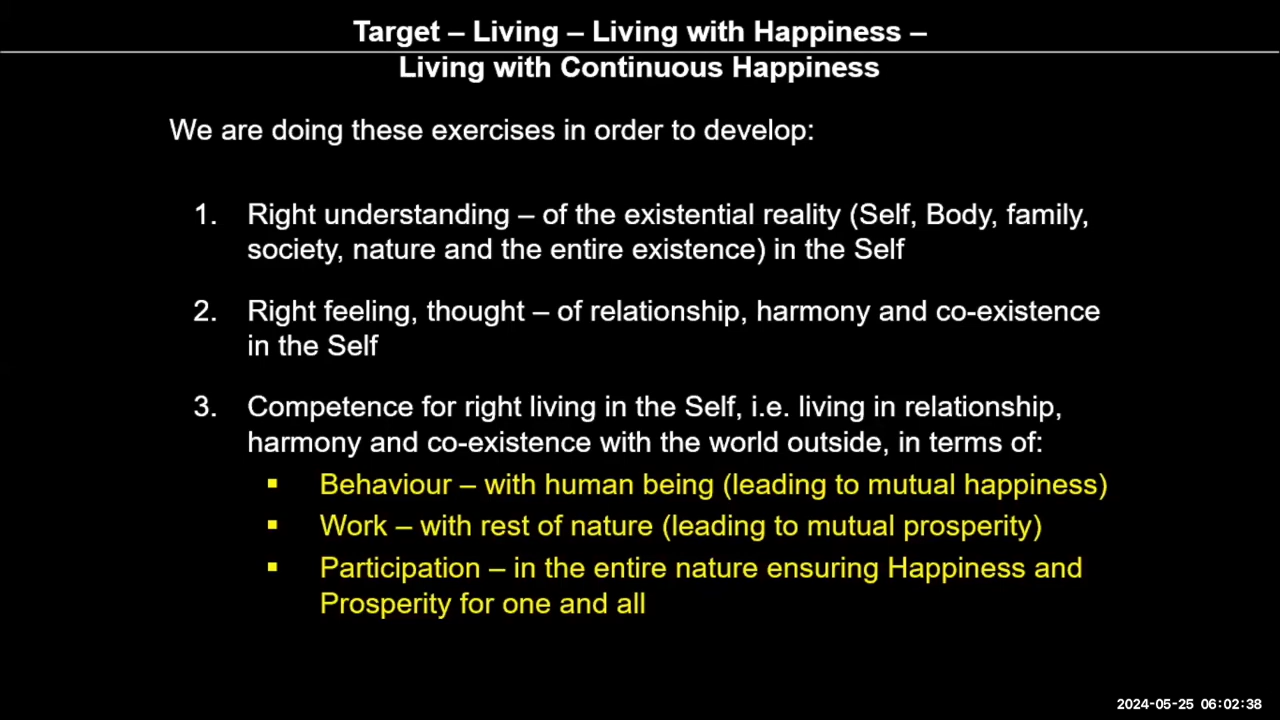 Target – Living – Living with Happiness –
Living with Continuous Happiness
We are doing these exercises in order to develop:
1. Right understanding – of the existential reality (Self, Body, family,
society, nature and the entire existence) in the Self
2. Right feeling, thought – of relationship, harmony and co-existence
in the Self
3. Competence for right living in the Self, i.e. living in relationship,
harmony and co-existence with the world outside, in terms of:
▪ Behaviour – with human being (leading to mutual happiness)
▪ Work – with rest of nature (leading to mutual prosperity)
▪ Participation – in the entire nature ensuring Happiness and
Prosperity for one and all
2024-05-25 06:02:38